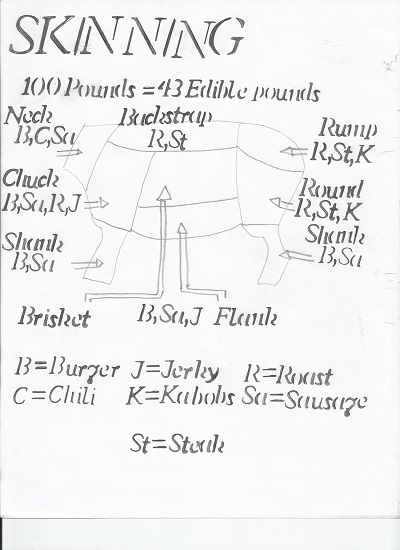 SKINNING
100 Pounds = 43 Edible pounds
Neck
B,C,Sa
Backstrap
R,St
Rump
R,St,K
Chuck
B,Sa,R,J
Round
R,St,K
Shank
B,Sa
Shank
B,Sa
Brisket B,Sa,J Flank
B=Burger J=Jerky R=Roast
C=Chili K=Kabobs Sa=Sausage
St=Steak